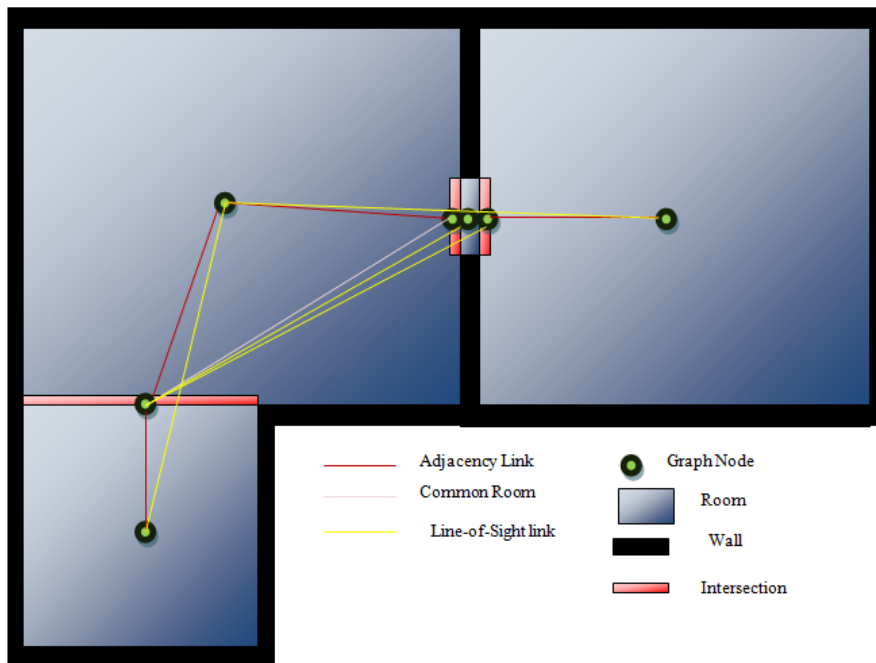 Adjacency Link
Common Room
Line-of-Sight link
Graph Node
Room
Wall
Intersection